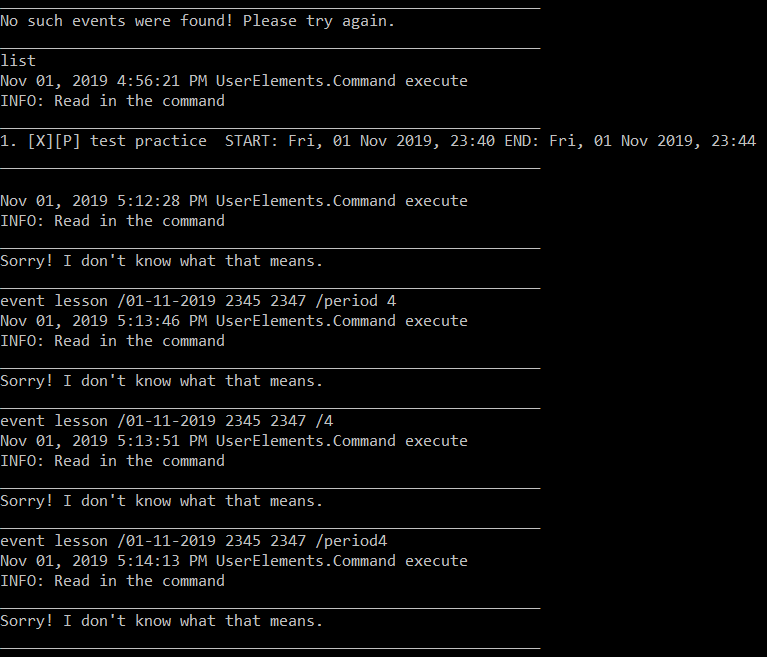 No such events were found! Please try again.
list
Nov 01, 2019 4:56:21 PM UserElements.Command execute
INFO: Read in the command
1. [X][P] test practice  START: Fri, 01 Nov 2019, 23:40 END: Fri, 01 Nov 2019, 23:44
Nov 01, 2019 5:12:28 PM UserElements.Command execute
INFO: Read in the command
Sorry! I don't know what that means.
event lesson /01-11-2019 2345 2347 /period 4
Nov 01, 2019 5:13:46 PM UserElements.Command execute
INFO: Read in the command
Sorry! I don't know what that means.
event lesson /01-11-2019 2345 2347 /4
Nov 01, 2019 5:13:51 PM UserElements.Command execute
INFO: Read in the command
Sorry! I don't know what that means.
event lesson /01-11-2019 2345 2347 /period4
Nov 01, 2019 5:14:13 PM UserElements.Command execute
INFO: Read in the command
Sorry! I don't know what that means.